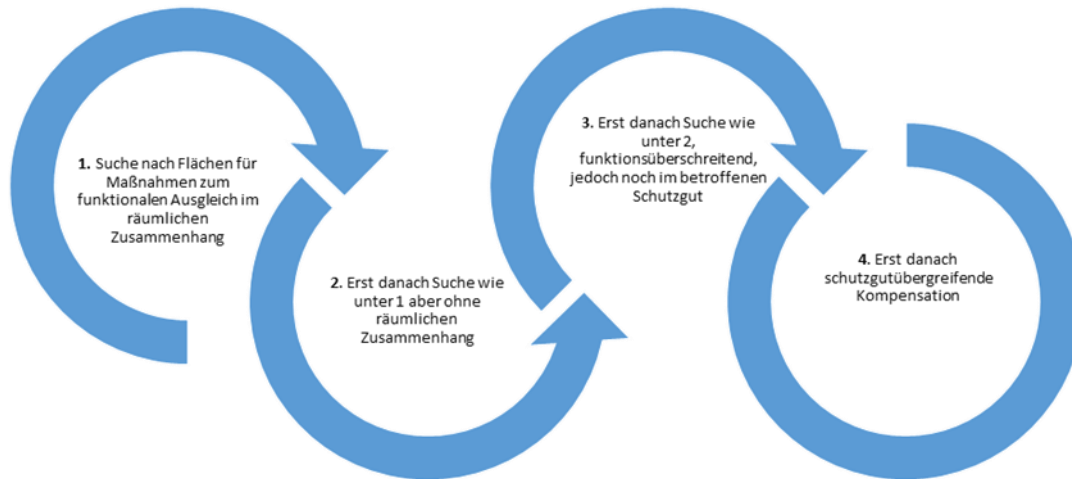 1. Suche nach Flächen für
Maßnahmen zum
funktionalen Ausgleich im
räumlichen
Zusammenhang
2. Erst danach Suche wie
unter 1 aber ohne
räumlichen
Zusammenhang
3. Erst danach Suche wie
unter 2,
funktionsüberschreitend,
jedoch noch im betroffenen
Schutzgut
4. Erst danach
schutzgutübergreifende
Kompensation